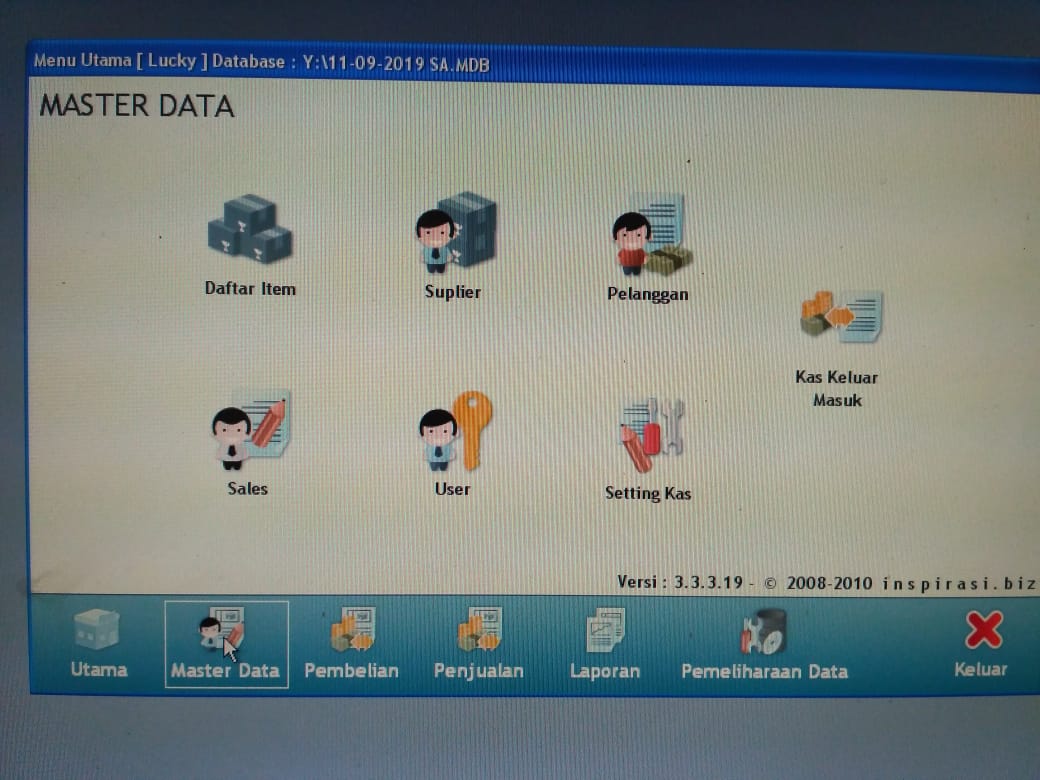 Menu Utama [ Lucky ] Database : Y:\11-09-2019 SA.MDB
MASTER DATA
Daftar Item
Suplier
Pelanggan
Kas Keluar
Masuk
Sales
User
Setting Kas
Versi : 3.3.3.19 - © 2008-2010 inspirasi.biz
Utama
Master Data
Pembelian
Penjualan
Laporan
Pemeliharaan Data
Keluar